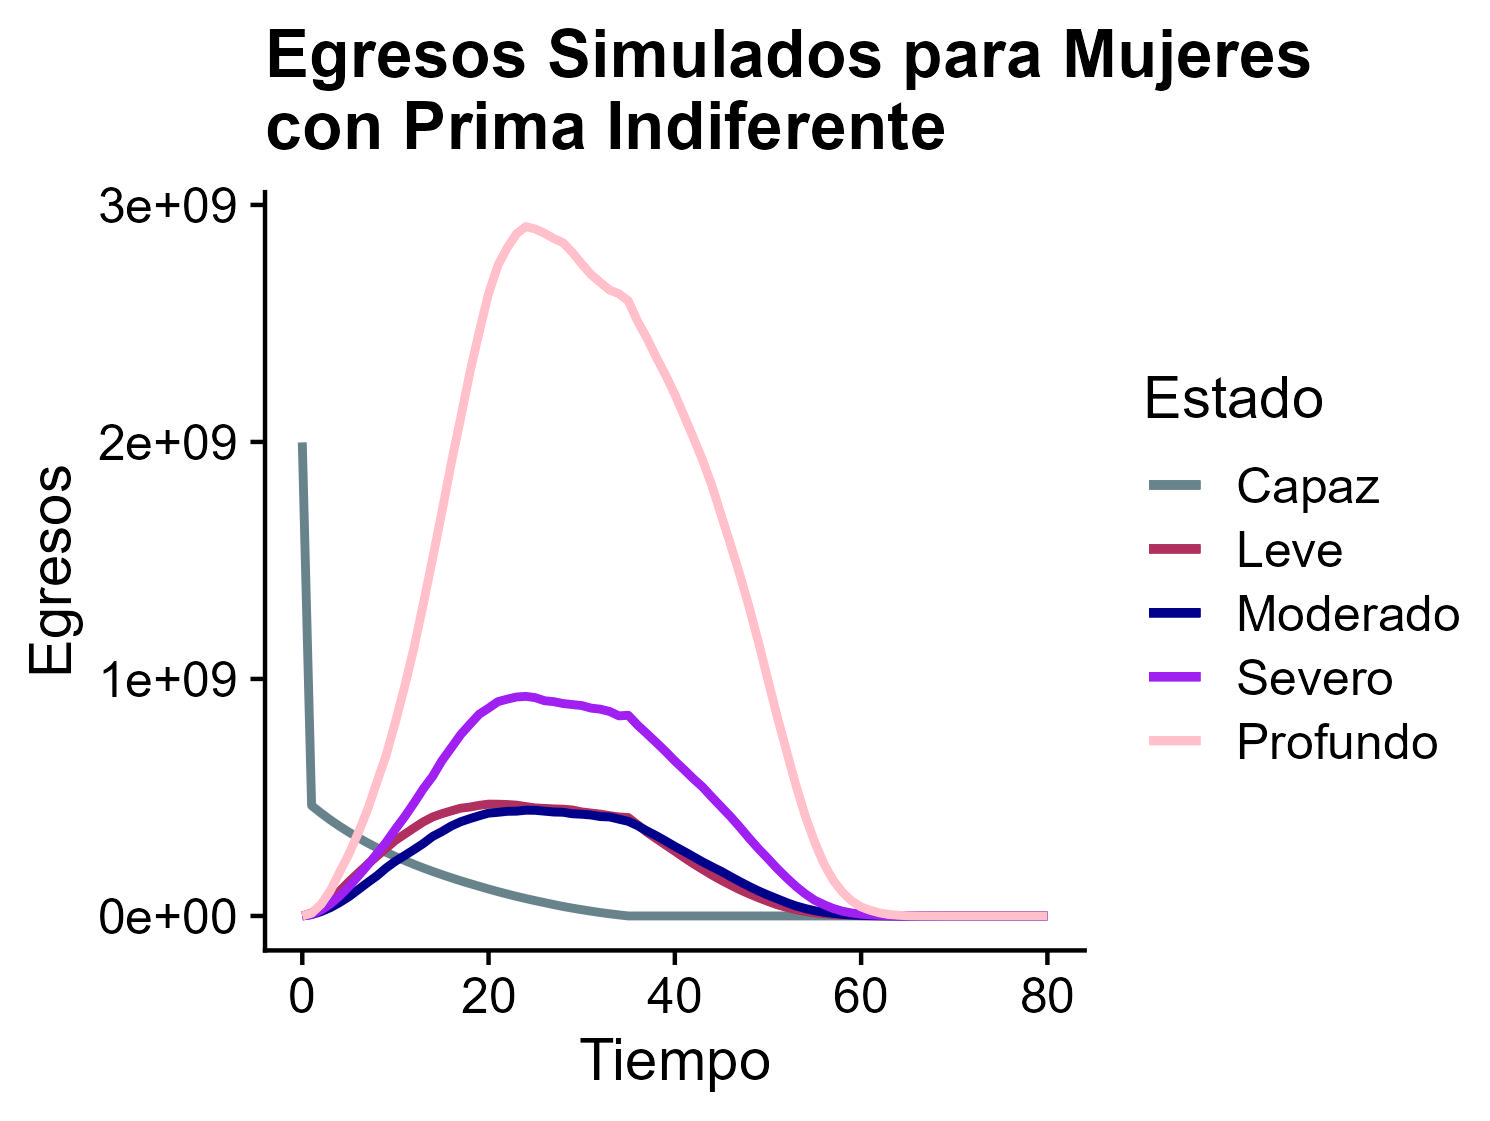 Egresos Simulados para Mujeres
con Prima Indiferente
3e+09
2e+09
1e+09
0e+00
Egresos
0 20 40 60 80
Tiempo
Estado
Capaz
Leve
Moderado
Severo
Profundo